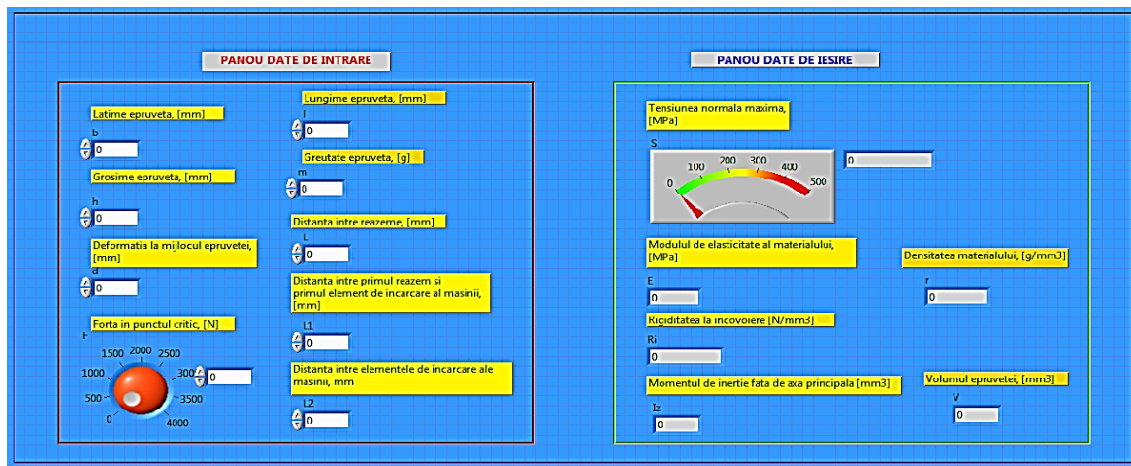 PANOU DATE DE INTRARE
Latime epruveta, [mm]
b
0
Grosime epruveta, [mm]
h
0
Deformatia la mijlocul epruvetei,
[mm]
d
0
Forta in punctul critic, [N]
F
0
500
1000
1500
2000
2500
3500
4000
0
Lungime epruveta, [mm]
l
0
Greutate epruveta, [g]
m
0
Distanta intre reazeme, [mm]
L
0
Distanta intre primul reazem si
primul element de incarcare al masinii,
[mm]
L1
0
Distanta intre elementele de incarcare ale
masinii, mm
L2
0
PANOU DATE DE IESIRE
Tensiunea normala maxima,
[MPa]
S
0
100
200
300
400
500
0
Modulul de elasticitate al materialului,
[MPa]
E
0
Rigiditatea la incovoiere [N/mm3]
Ri
0
Momentul de inertie fata de axa principala [mm3]
Iz
0
Densitatea materialului, [g/mm3]
r
0
Volumul epruvetei, [mm3]
V
0